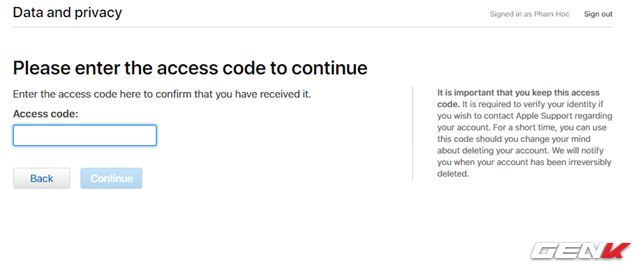 Data and privacy
Signed in as Pham Hoc
Sign out
Please enter the access code to continue
Enter the access code here to confirm that you have received it.
Access code:
Back
Continue
It is important that you keep this access
code. It is required to verify your identity if
you wish to contact Apple Support regarding
your account. For a short time, you can use
this code should you change your mind
about deleting your account. We will notify
you when your account has been irreversibly
deleted.
GENK